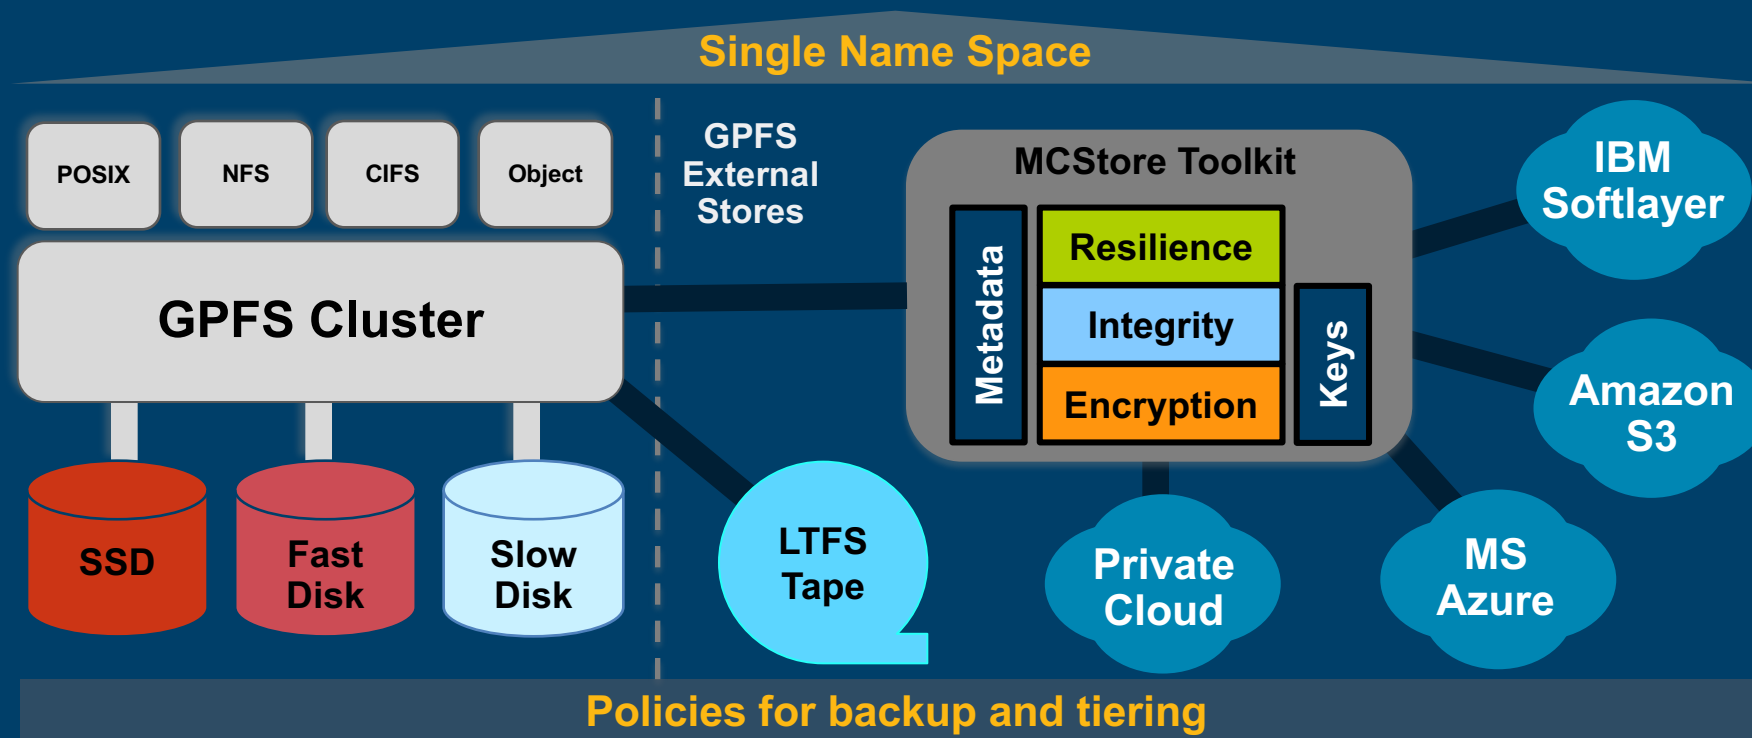 Single Name Space
POSIX
NFS
CIFS
Object
GPFS
External
Stores
GPFS Cluster
SSD
Fast
Disk
Slow
Disk
LTFS
Tape
MCStore Toolkit
Metadata
Resilience
Integrity
Encryption
Keys
IBM
Softlayer
Amazon
S3
MS
Azure
Private
Cloud
Policies for backup and tiering